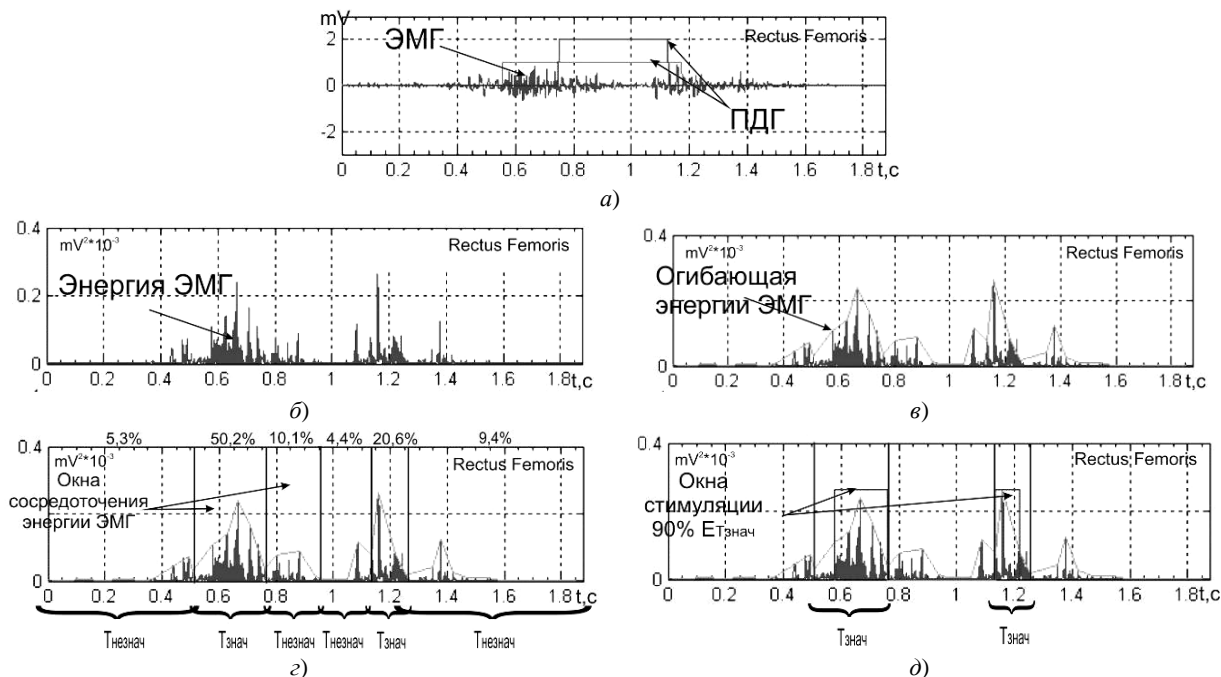 mV
ЭМГ
Rectus Femoris
2
0
-2
ПДГ
0 0.2 0.4 0.6 0.8 1 1.2 1.4 1.6 1.8 t,c
а)
0.4
mV²*10⁻³
Rectus Femoris
Энергия ЭМГ
0.2
0
0 0.2 0.4 0.6 0.8 1 1.2 1.4 1.6 1.8 t,c
б)
0.4
mV²*10⁻³
Rectus Femoris
Огибающая
энергии ЭМГ
0
0 0.2 0.4 0.6 0.8 1 1.2 1.4 1.6 1.8 t,c
в)
5,3% 50,2% 10,1% 4,4% 20,6% 9,4%
0.4
mV²*10⁻³
Rectus Femoris
Окна
сосредоточения
энергии ЭМГ
0
0 0.2 0.4 0.6 0.8 1 1.2 1.4 1.6 1.8 t,c
Tнезнач Tзнач Tнезнач Tнезнач Tзнач Tнезнач
г)
0.4
mV²*10⁻³
Rectus Femoris
Окна
стимуляции
90% EТзнач
0
0 0.2 0.4 0.6 0.8 1 1.2 1.4 1.6 1.8 t,c
Tзнач Tзнач
д)